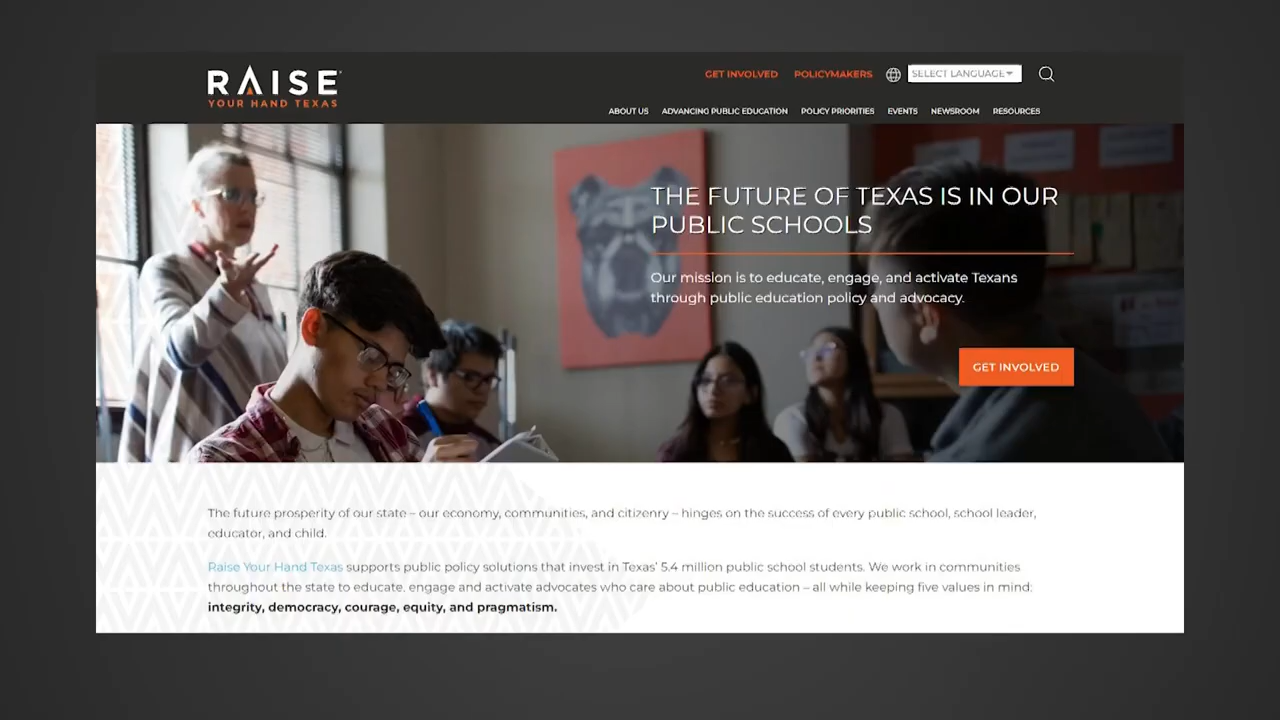 RAISE
YOUR HAND TEXAS
GET INVOLVED POLICYMAKERS SELECT LANGUAGE
ABOUT US ADVANCING PUBLIC EDUCATION POLICY PRIORITIES EVENTS NEWSROOM RESOURCES
THE FUTURE OF TEXAS IS IN OUR
PUBLIC SCHOOLS
Our mission is to educate, engage, and activate Texans
through public education policy and advocacy.
GET INVOLVED
The future prosperity of our state – our economy, communities, and citizenry – hinges on the success of every public school, school leader,
educator, and child.
Raise Your Hand Texas supports public policy solutions that invest in Texas' 5.4 million public school students. We work in communities
throughout the state to educate, engage and activate advocates who care about public education – all while keeping five values in mind:
integrity, democracy, courage, equity, and pragmatism.